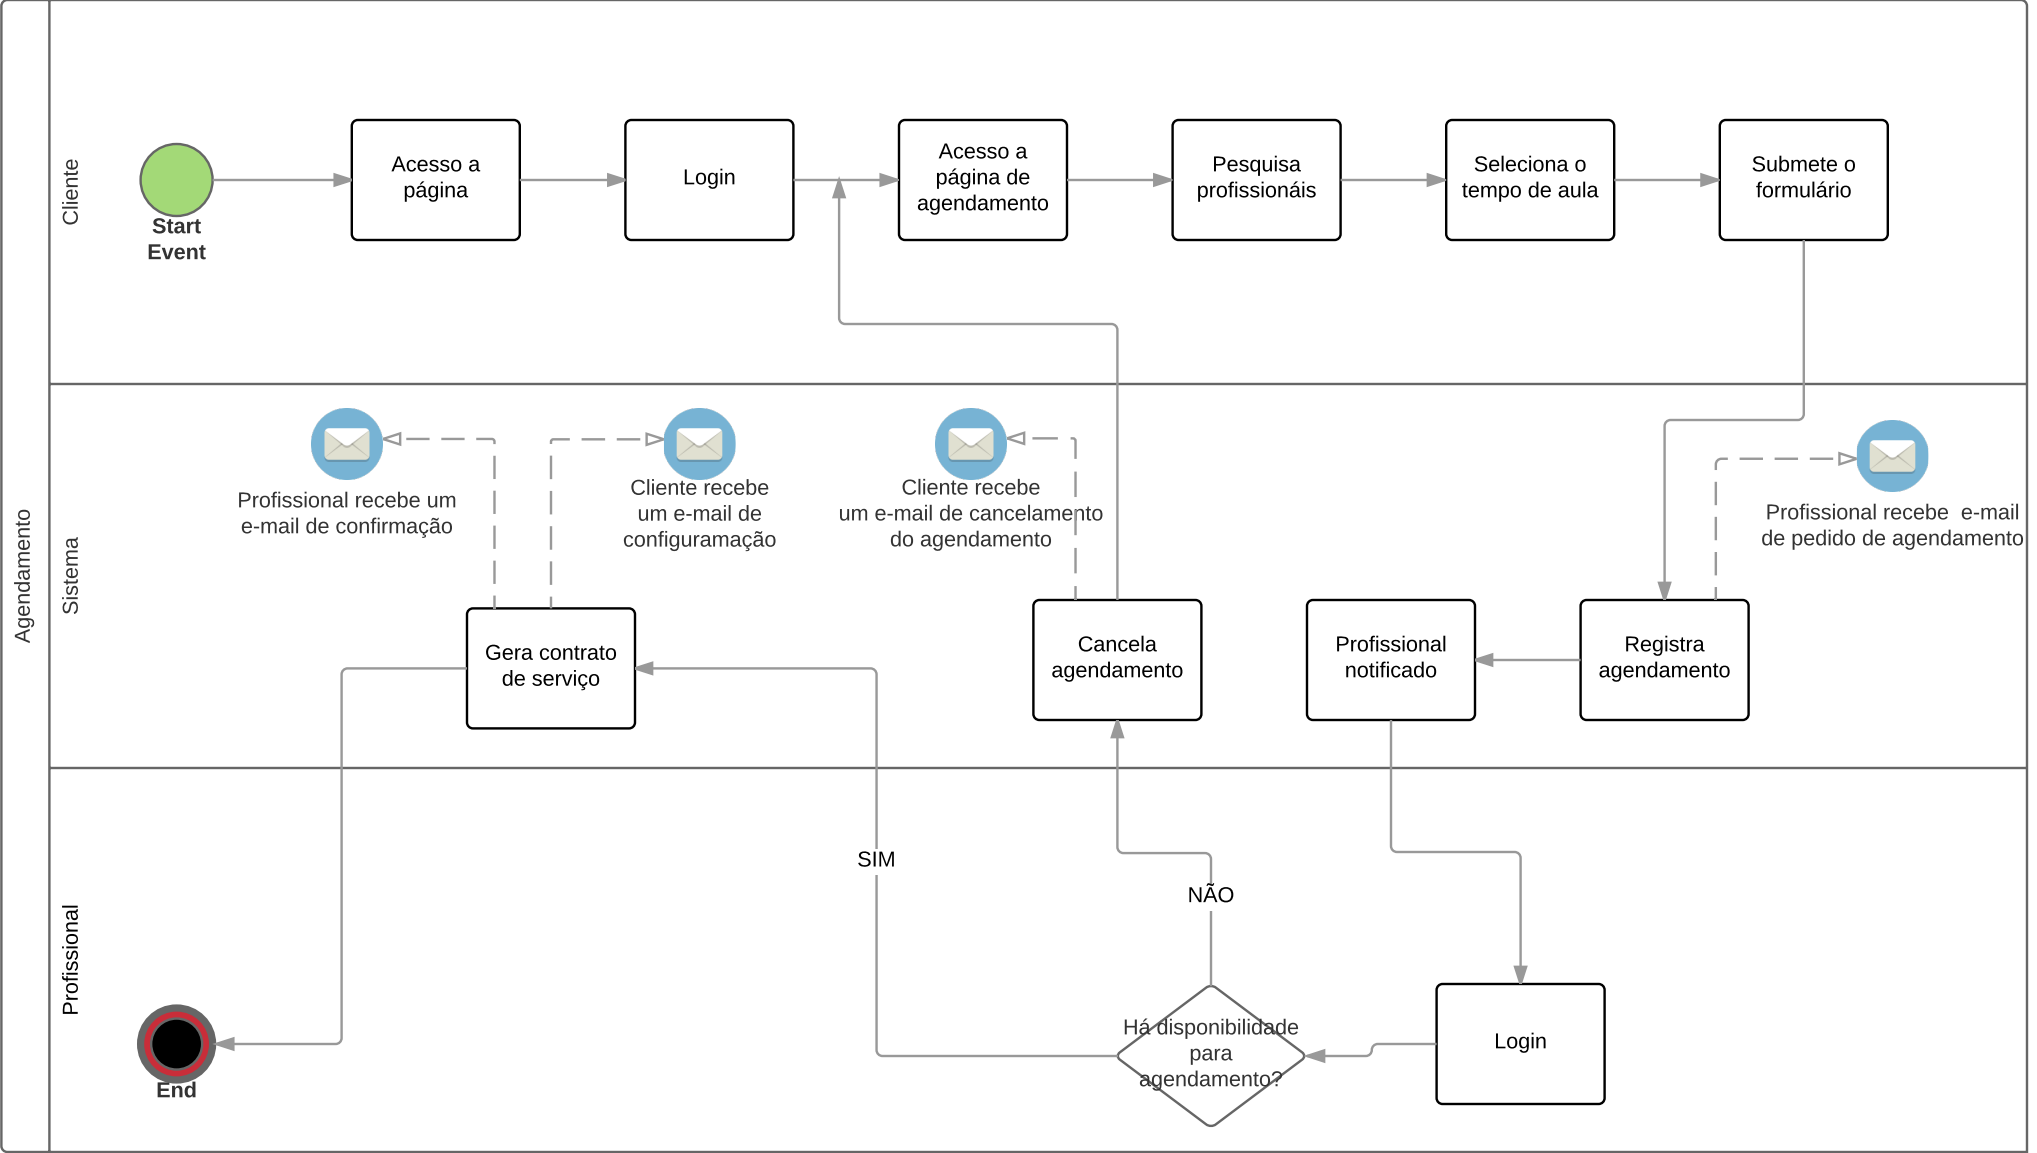 Agendamento
Cliente
Start
Event
Acesso a
página
Login
Acesso a
página de
agendamento
Pesquisa
profissionáis
Seleciona o
tempo de aula
Submete o
formulário
Sistema
Profissional recebe um
e-mail de confirmação
Cliente recebe
um e-mail de
configuramação
Cliente recebe
um e-mail de cancelamento
do agendamento
Profissional recebe  e-mail
de pedido de agendamento
Gera contrato
de serviço
Cancela
agendamento
Profissional
notificado
Registra
agendamento
Profissional
SIM
NÃO
Há disponibilidade
para
agendamento?
Login
End